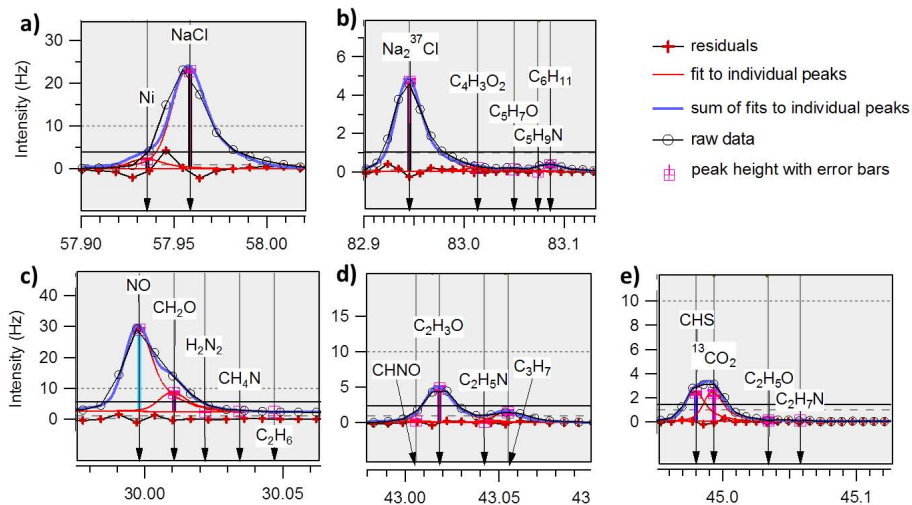 a)
30
20
10
0
Intensity (Hz)
NaCl
Ni
57.90
57.95
58.00
b)
8
6
4
2
0
Na₂³⁷Cl
C₄H₃O₂
C₆H₁₁
C₅H₇O
C₅H₉N
82.9
83.0
83.1
residuals
fit to individual peaks
sum of fits to individual peaks
raw data
peak height with error bars
c)
40
30
20
10
0
Intensity (Hz)
NO
CH₂O
H₂N₂
CH₄N
C₂H₆
30.00
30.05
d)
15
10
5
0
C₂H₃O
CHNO
C₂H₅N
C₃H₇
43.00
43.05
43
e)
10
8
6
4
2
0
CHS
¹³CO₂
C₂H₅O
C₂H₇N
45.0
45.1